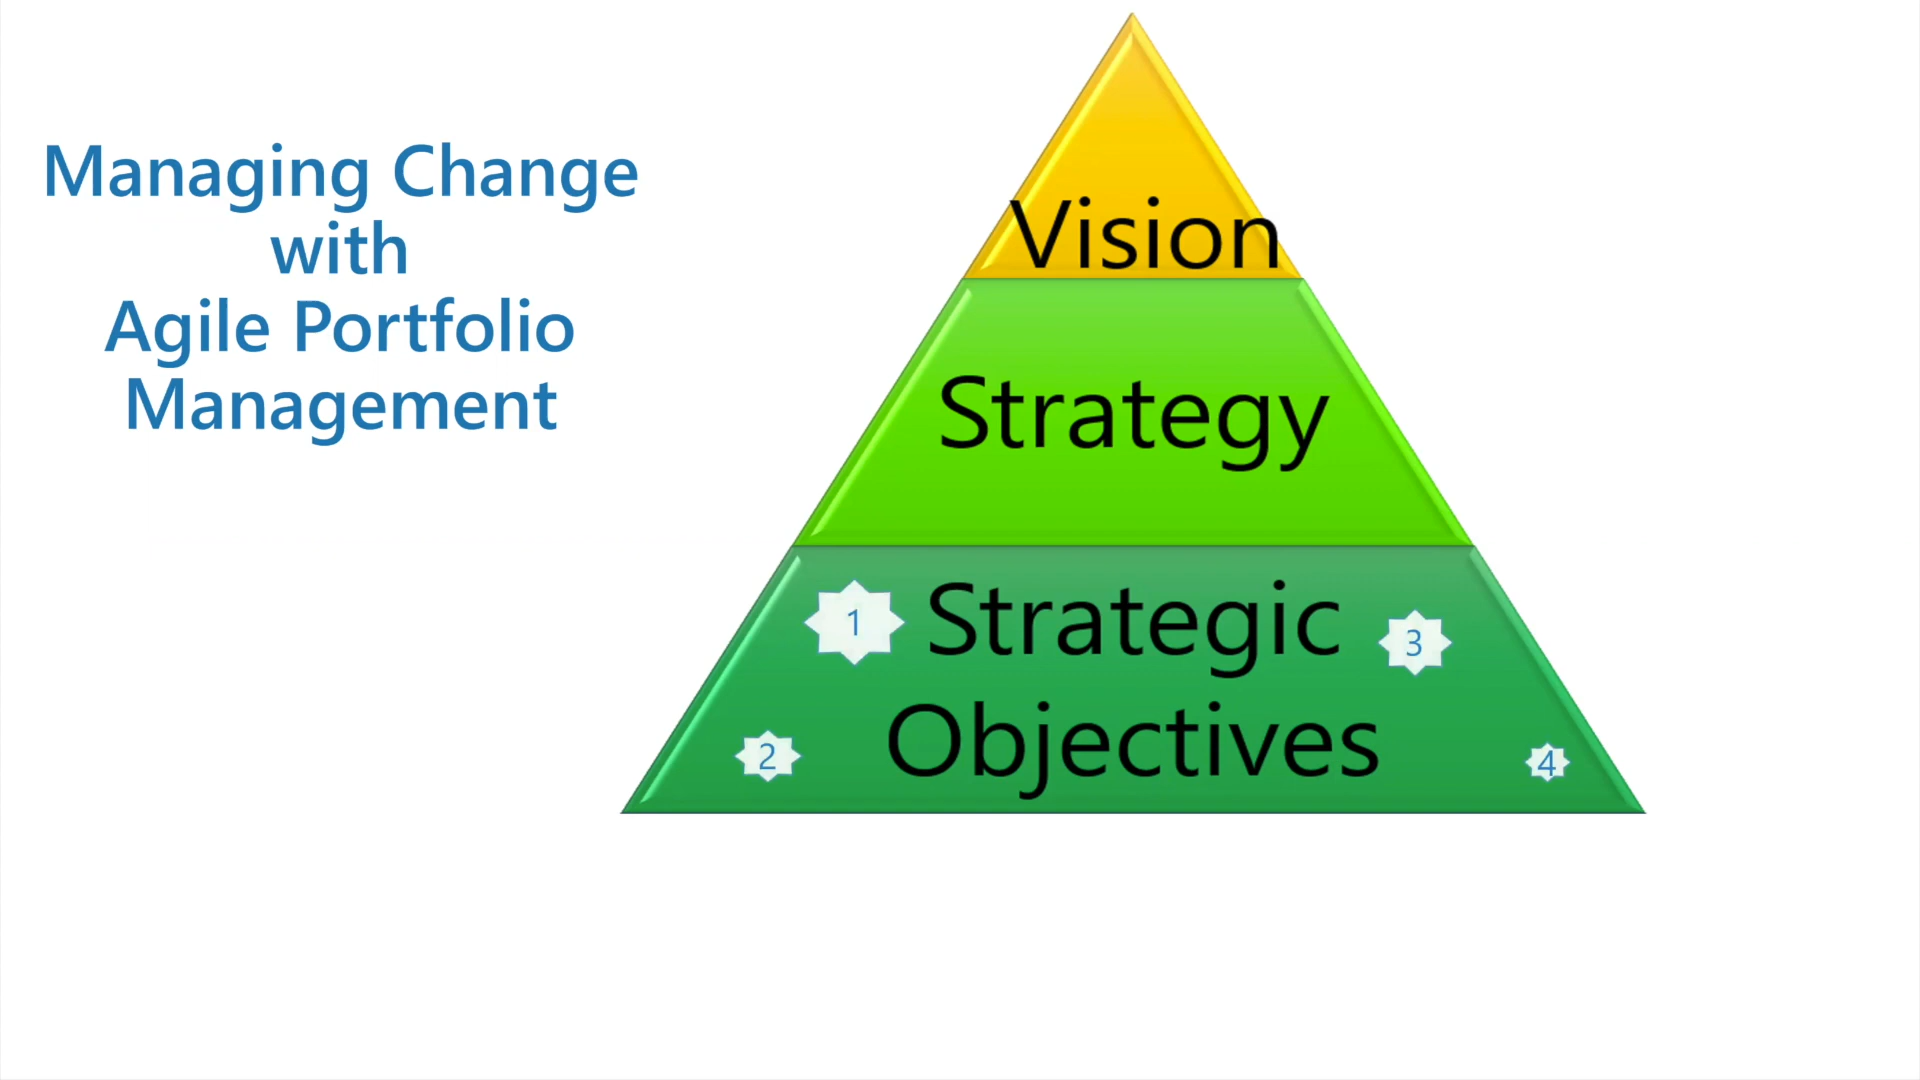 Managing Change
with
Agile Portfolio
Management
Vision
Strategy
1
Strategic
3
2
Objectives
4